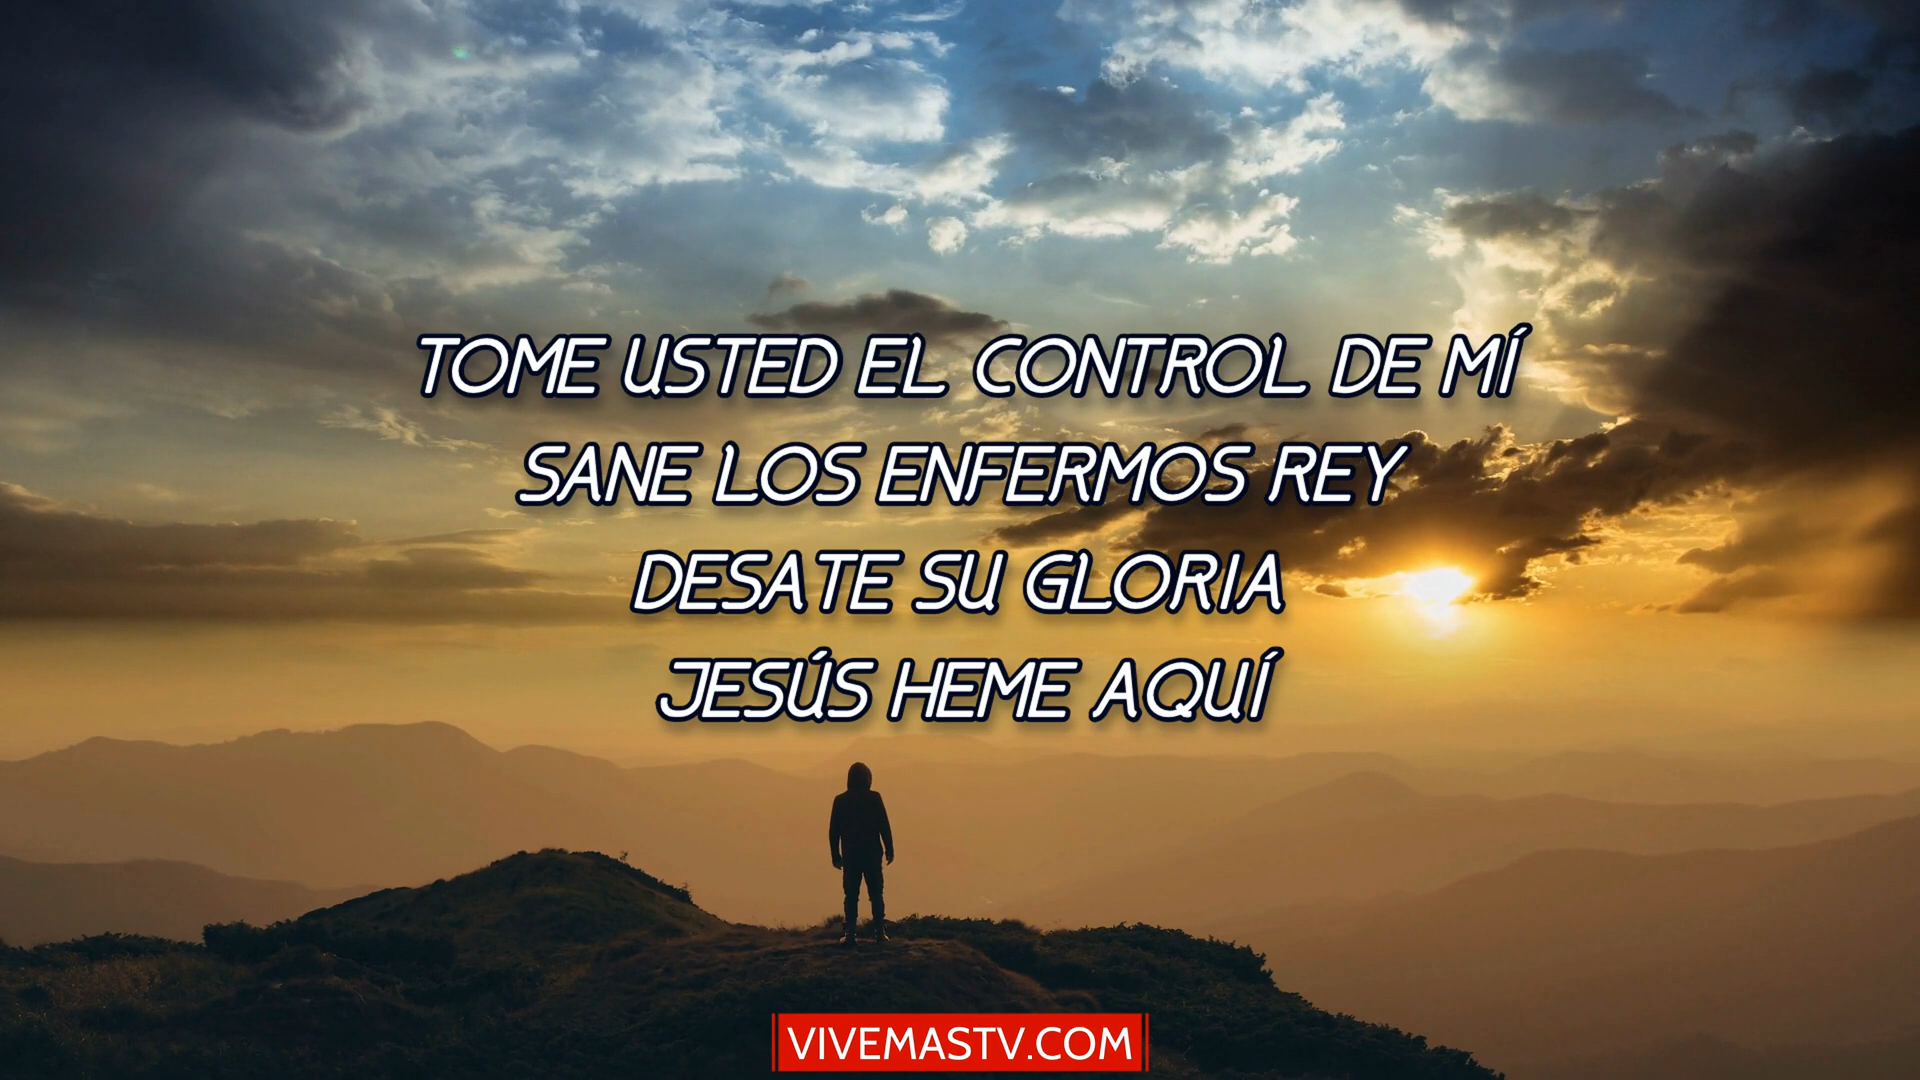 TOME USTED EL CONTROL DE MÍ
SANE LOS ENFERMOS REY
DESATE SU GLORIA
JESÚS HEME AQUÍ
VIVEMASTV.COM